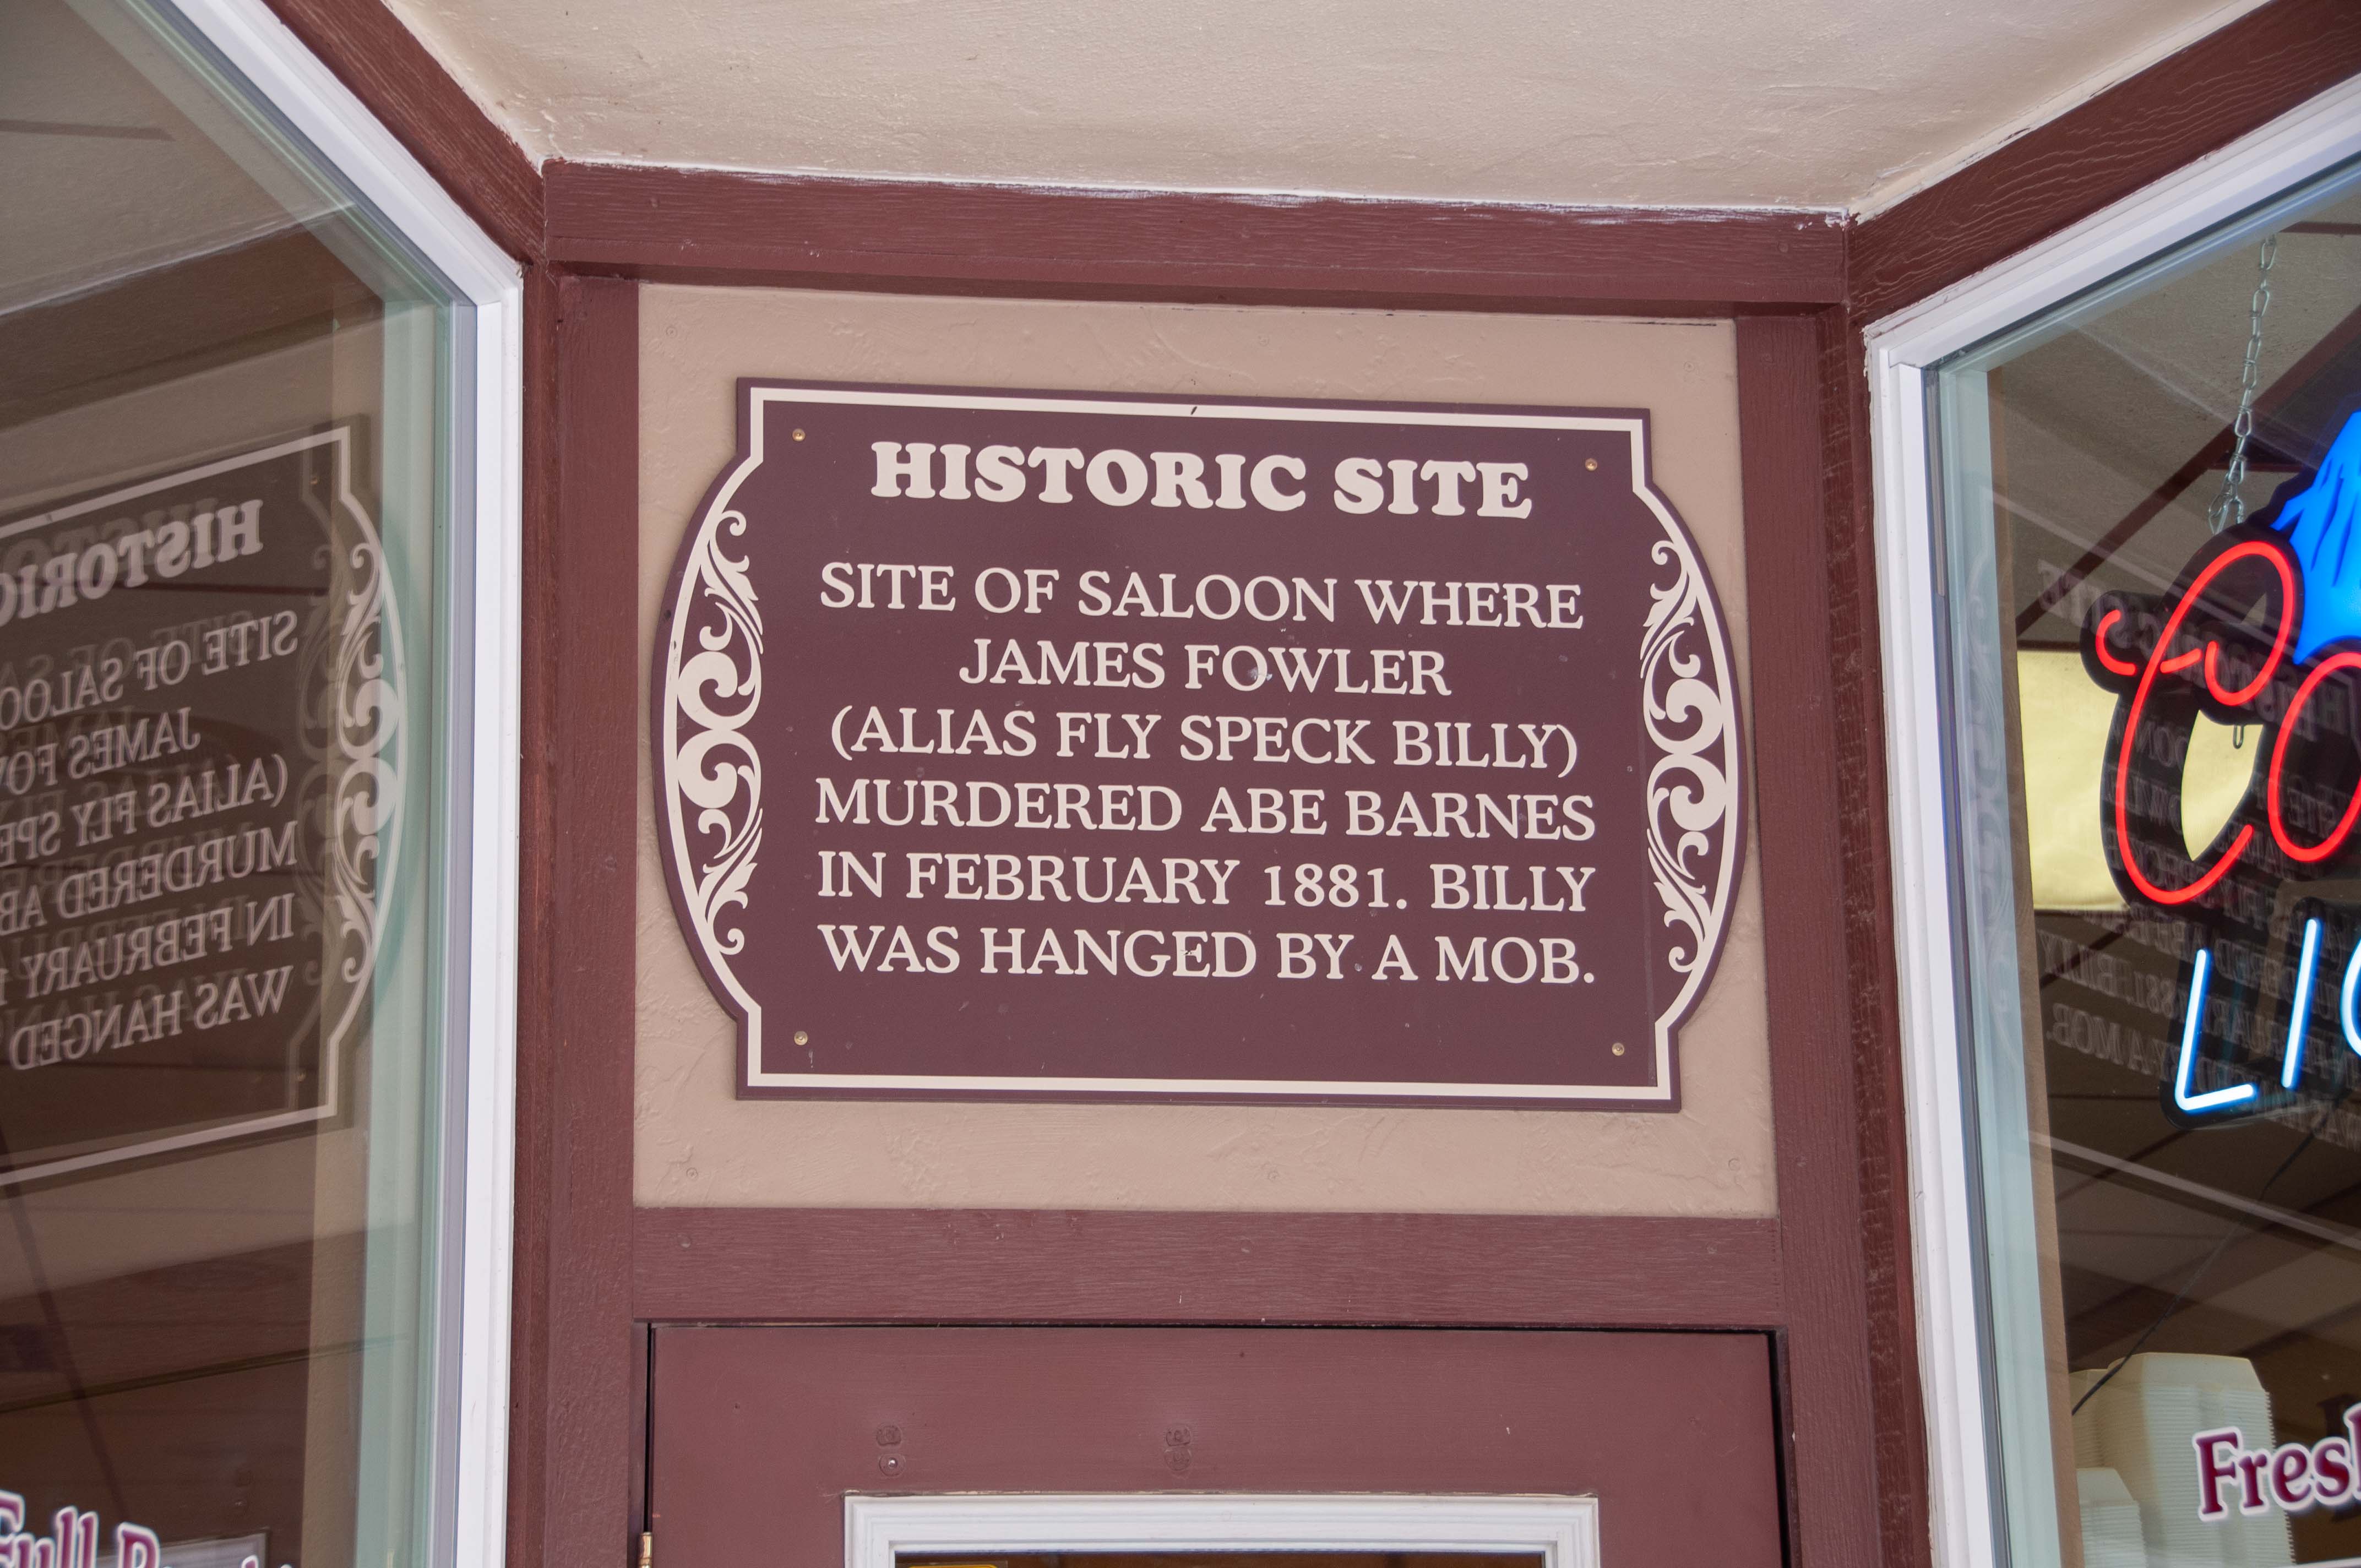 HISTORIC SITE
SITE OF SALOON WHERE
JAMES FOWLER
(ALIAS FLY SPECK BILLY)
MURDERED ABE BARNES
IN FEBRUARY 1881. BILLY
WAS HANGED BY A MOB.
Full